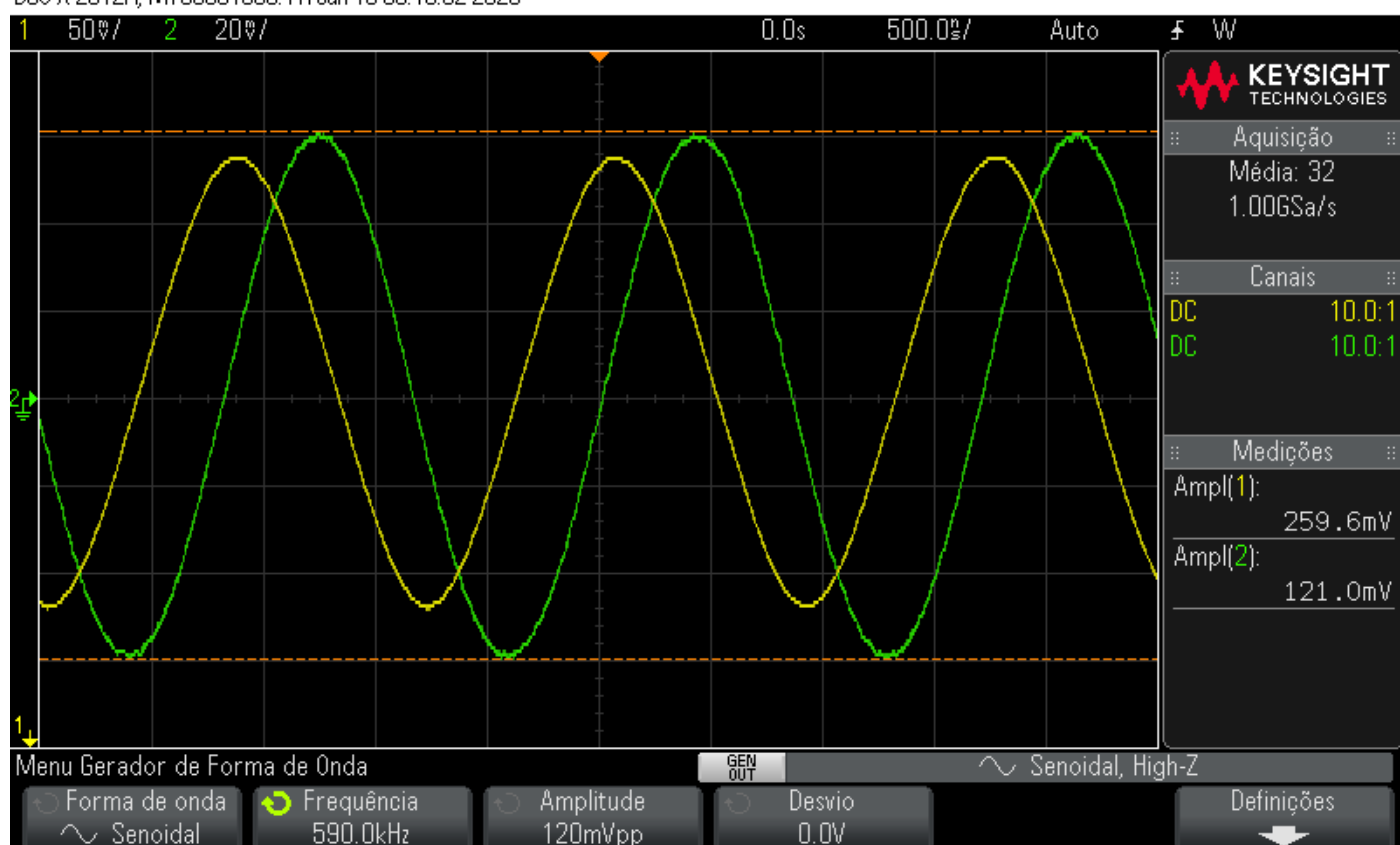 1 50㎷/ 2 20㎷/ 0.0s 500.0㎱/ Auto W
KEYSIGHT
TECHNOLOGIES
Aquisição
Média: 32
1.00GSa/s
Canais
DC 10.0:1
DC 10.0:1
2
Medições
Ampl(1):
259.6mV
Ampl(2):
121.0mV
1
Menu Gerador de Forma de Onda GEN OUT Senoidal, High-Z
Forma de onda Frequência Amplitude Desvio Definições
Senoidal 590.0kHz 120mVpp 0.0V